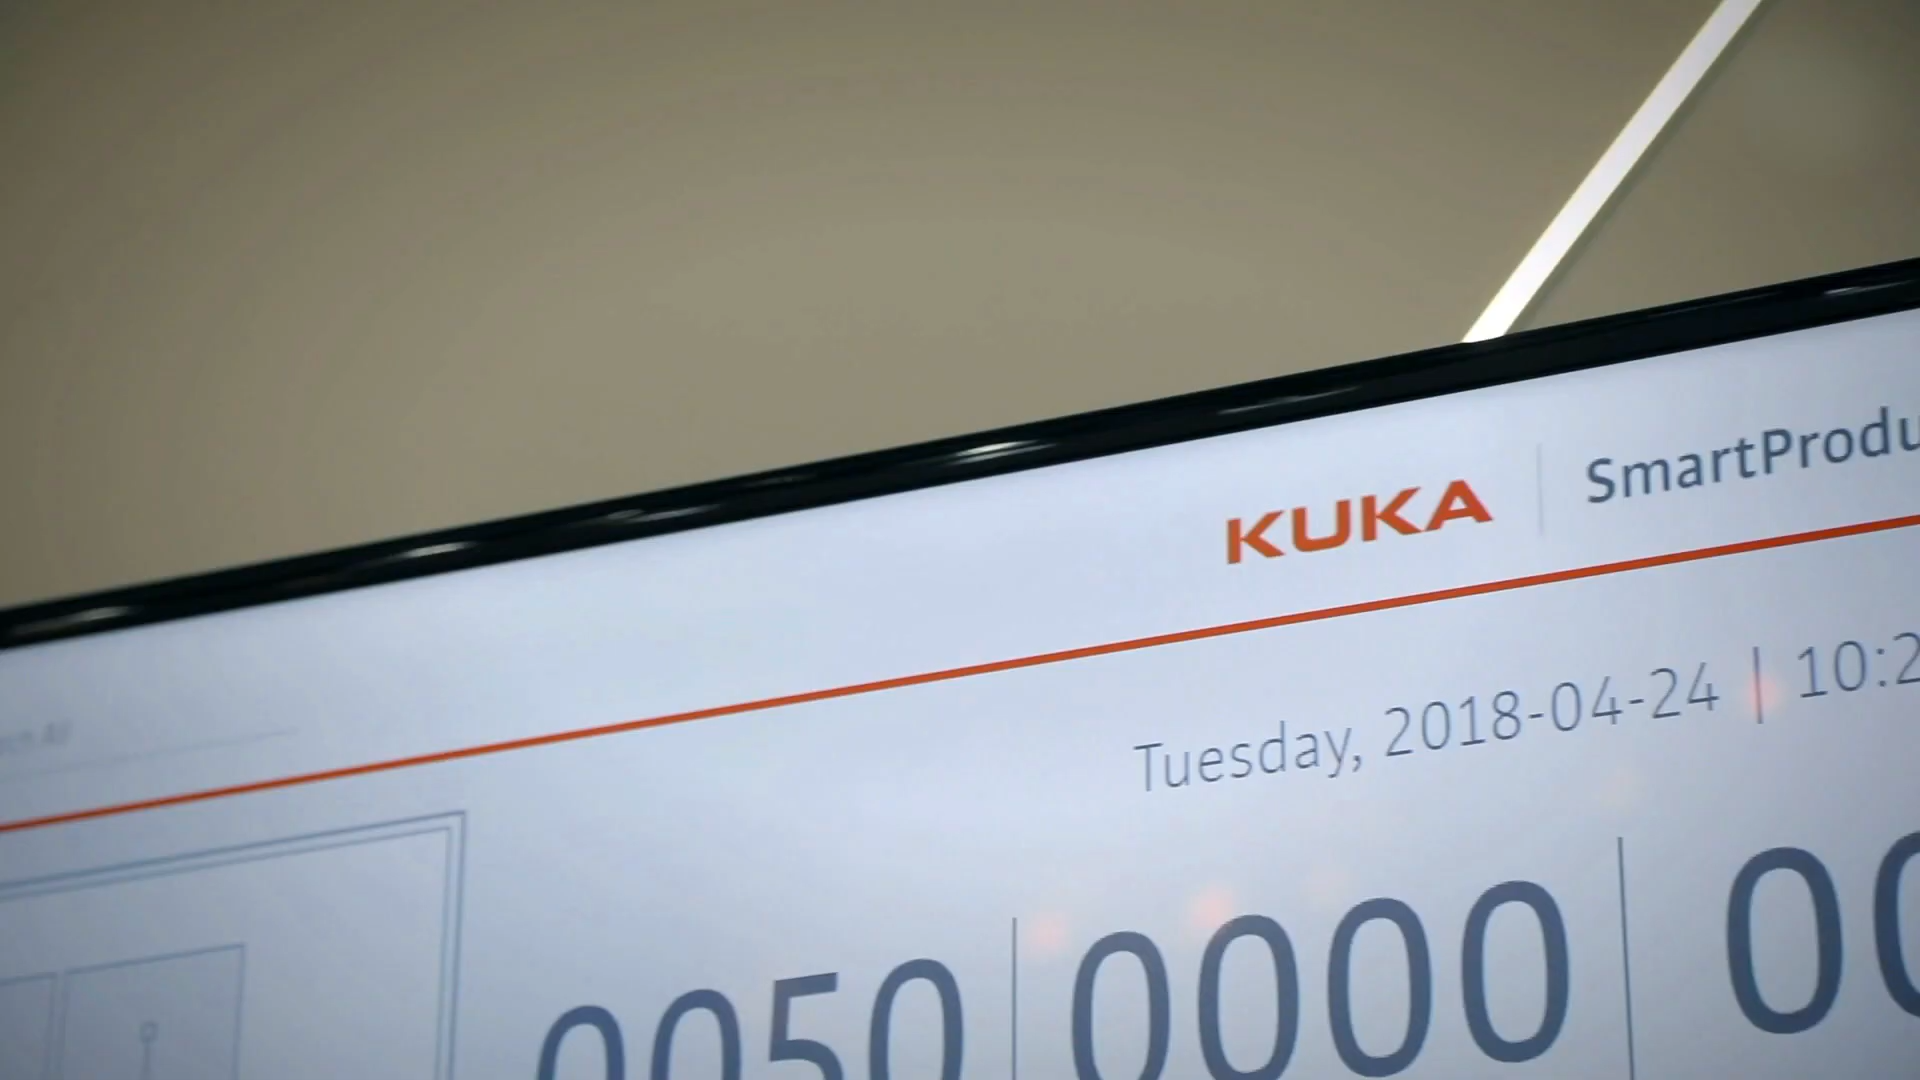 KUKA | SmartProdu
Tuesday, 2018-04-24 | 10:2
0050 | 0000 | 00